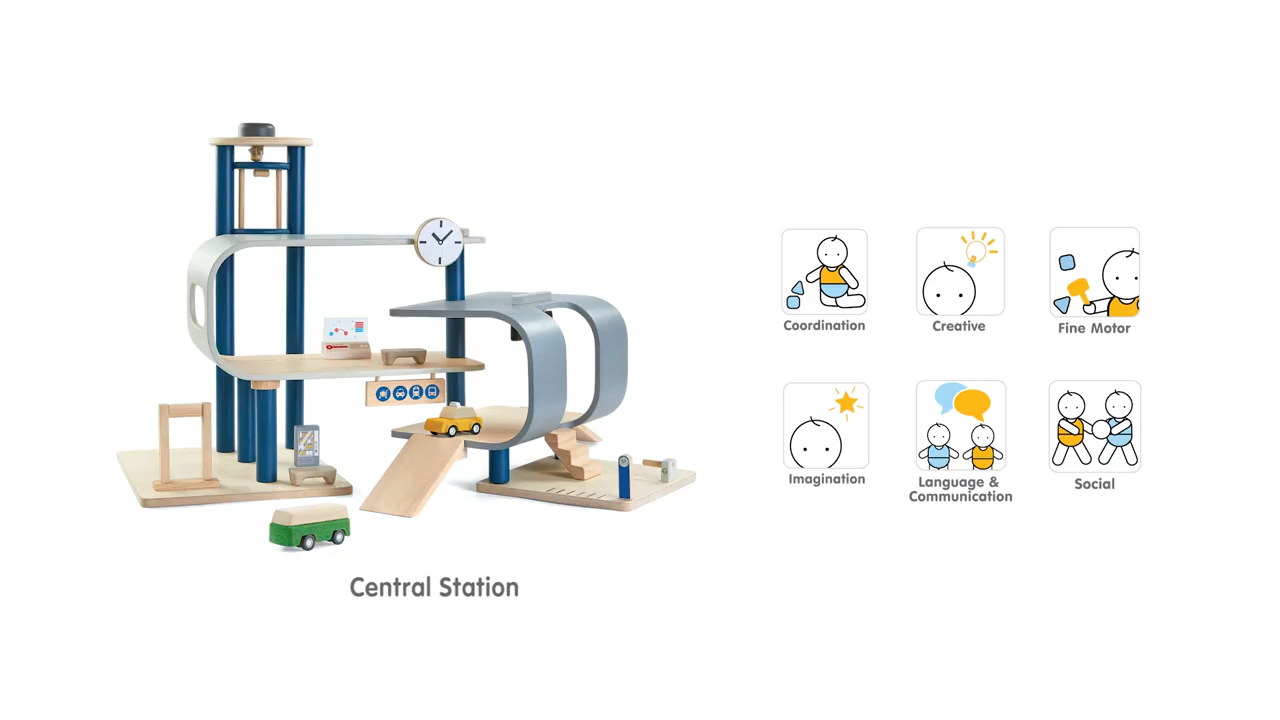 Central Station
Coordination
Creative
Fine Motor
Imagination
Language &
Communication
Social